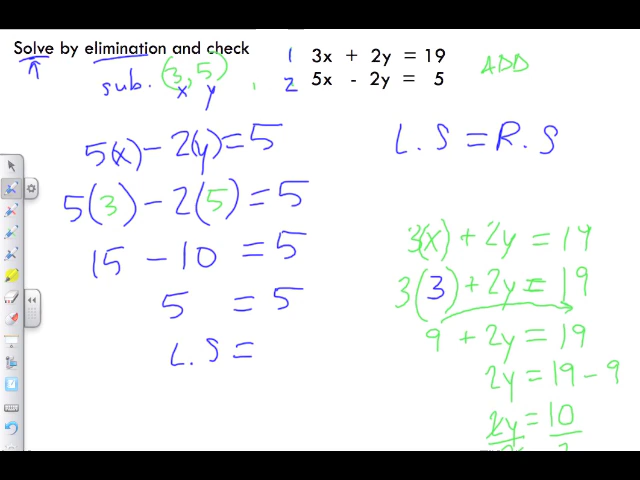 Solve by elimination and check
1 3x + 2y = 19
ADD
sub. (3, 5)
x y
2 5x - 2y = 5
5(x) - 2(y) = 5
5(3) - 2(5) = 5
15 - 10 = 5
5 = 5
L.S =
L.S = R.S
3(x) + 2y = 19
3(3) + 2y = 19
9 + 2y = 19
2y = 19 - 9
2y = 10